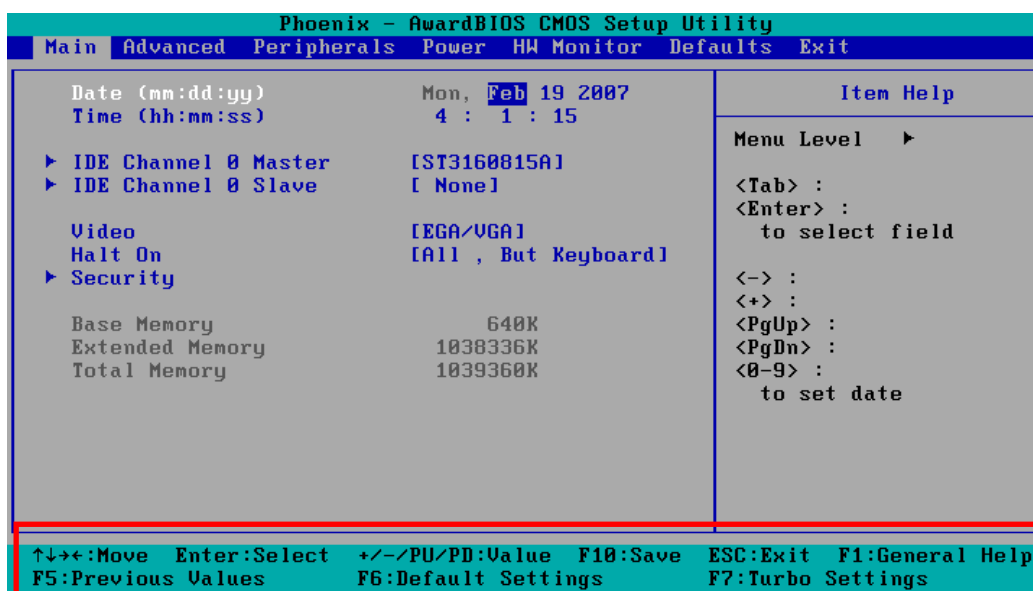 Phoenix - AwardBIOS CMOS Setup Utility
Main Advanced Peripherals Power HW Monitor Defaults Exit
Date (mm:dd:yy) Mon, Feb 19 2007
Time (hh:mm:ss) 4 : 1 : 15
▶ IDE Channel 0 Master [ST3160815A]
▶ IDE Channel 0 Slave [ None]
Video [EGA/VGA]
Halt On [All , But Keyboard]
▶ Security
Base Memory 640K
Extended Memory 1038336K
Total Memory 1039360K
Item Help
Menu Level ▶
<Tab> :
<Enter> :
to select field
<-> :
<+> :
<PgUp> :
<PgDn> :
<0-9> :
to set date
↑↓→←:Move Enter:Select +/-/PU/PD:Value F10:Save ESC:Exit F1:General Help
F5:Previous Values F6:Default Settings F7:Turbo Settings